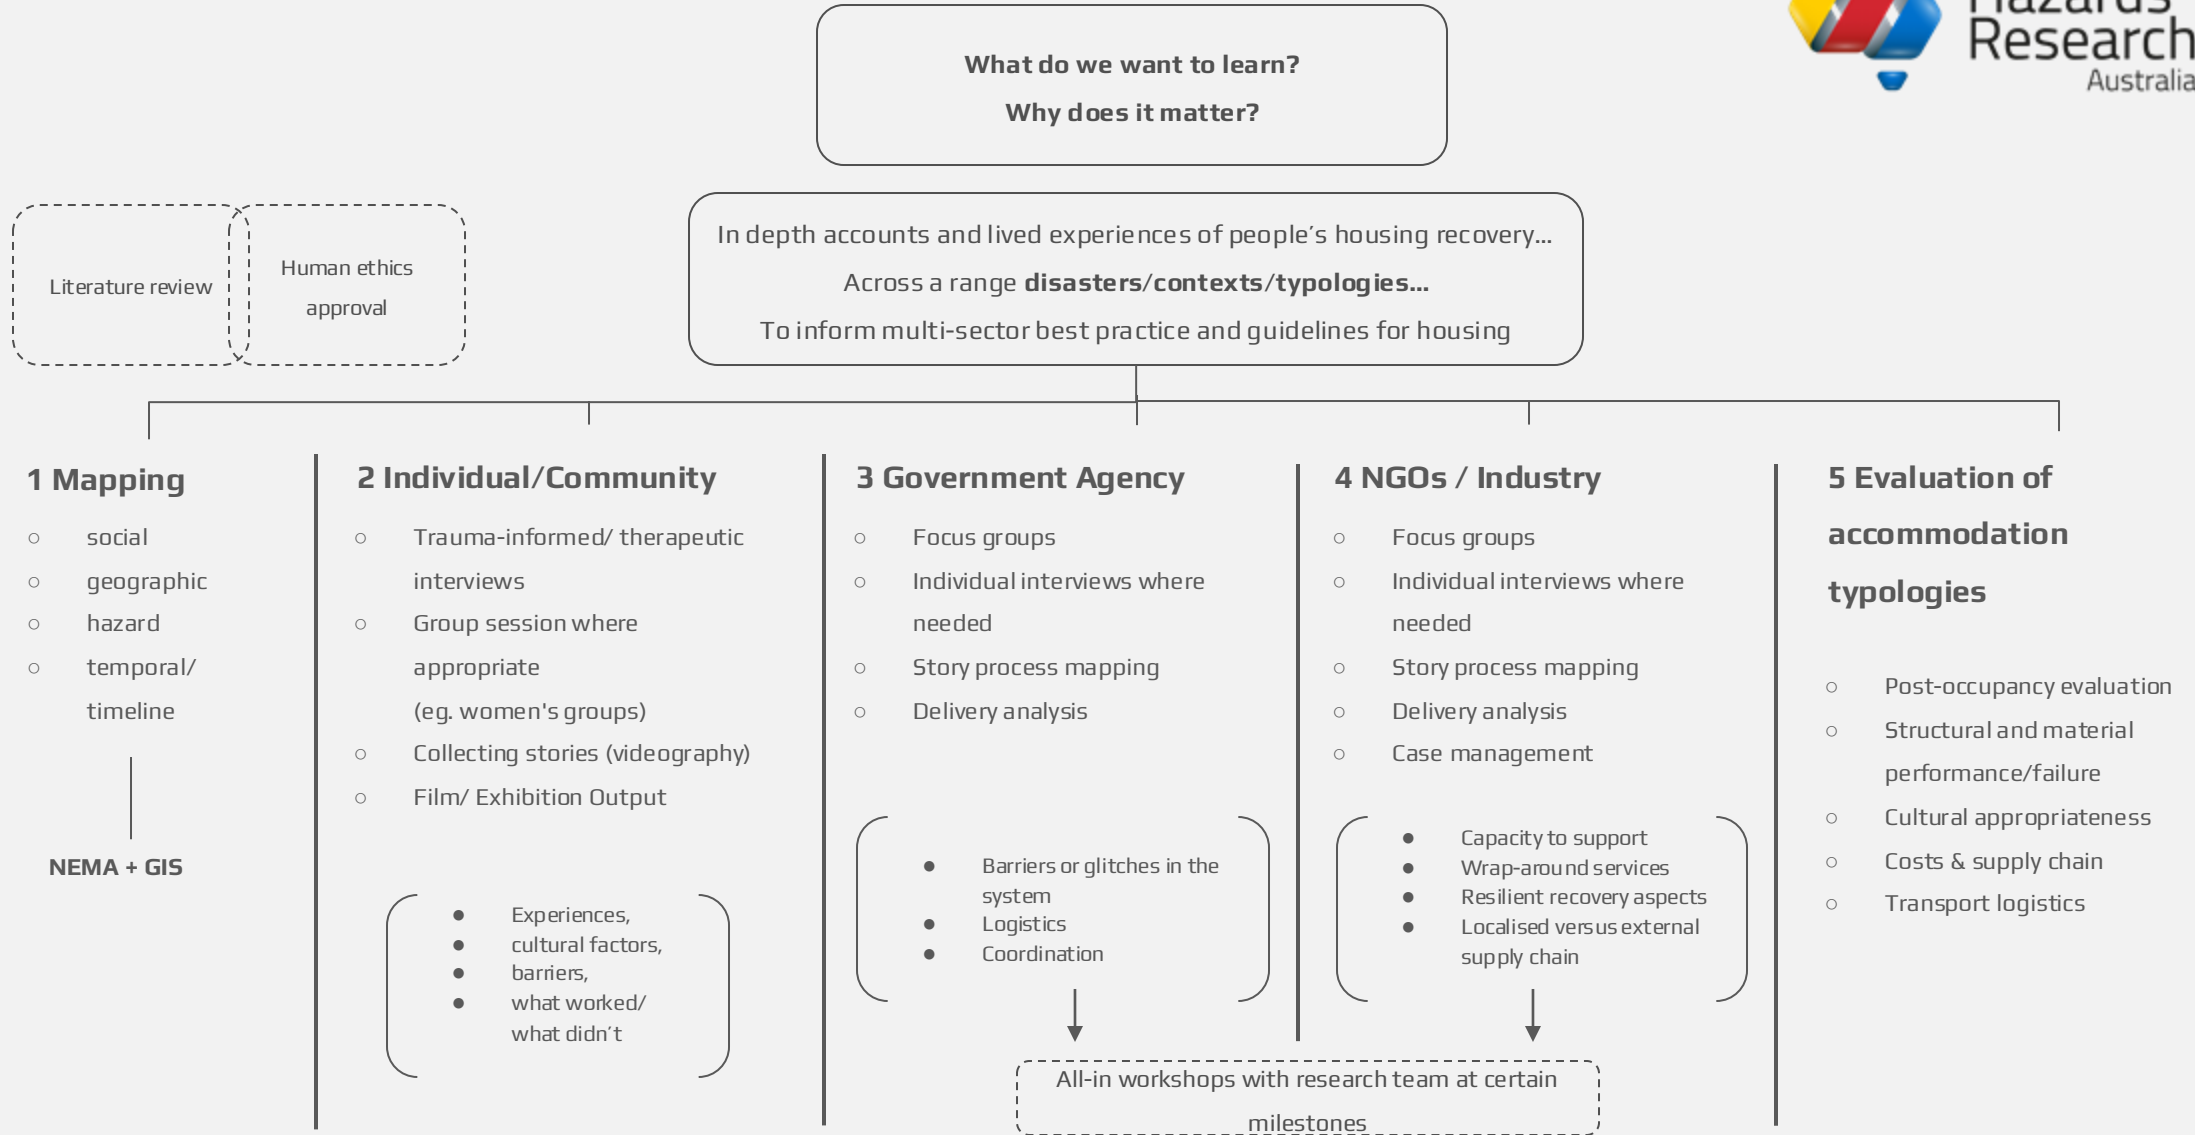 Hazards
Research
Australia
What do we want to learn?
Why does it matter?
Literature review
Human ethics
approval
In depth accounts and lived experiences of people’s housing recovery...
Across a range disasters/contexts/typologies...
To inform multi-sector best practice and guidelines for housing
1 Mapping
○ social
○ geographic
○ hazard
○ temporal/
timeline
NEMA + GIS
2 Individual/Community
○ Trauma-informed/ therapeutic
interviews
○ Group session where
appropriate
(eg. women's groups)
○ Collecting stories (videography)
○ Film/ Exhibition Output
● Experiences,
● cultural factors,
● barriers,
● what worked/
what didn’t
3 Government Agency
○ Focus groups
○ Individual interviews where
needed
○ Story process mapping
○ Delivery analysis
● Barriers or glitches in the
system
● Logistics
● Coordination
4 NGOs / Industry
○ Focus groups
○ Individual interviews where
needed
○ Story process mapping
○ Delivery analysis
○ Case management
● Capacity to support
● Wrap-around services
● Resilient recovery aspects
● Localised versus external
supply chain
All-in workshops with research team at certain
milestones
5 Evaluation of
accommodation
typologies
○ Post-occupancy evaluation
○ Structural and material
performance/failure
○ Cultural appropriateness
○ Costs & supply chain
○ Transport logistics